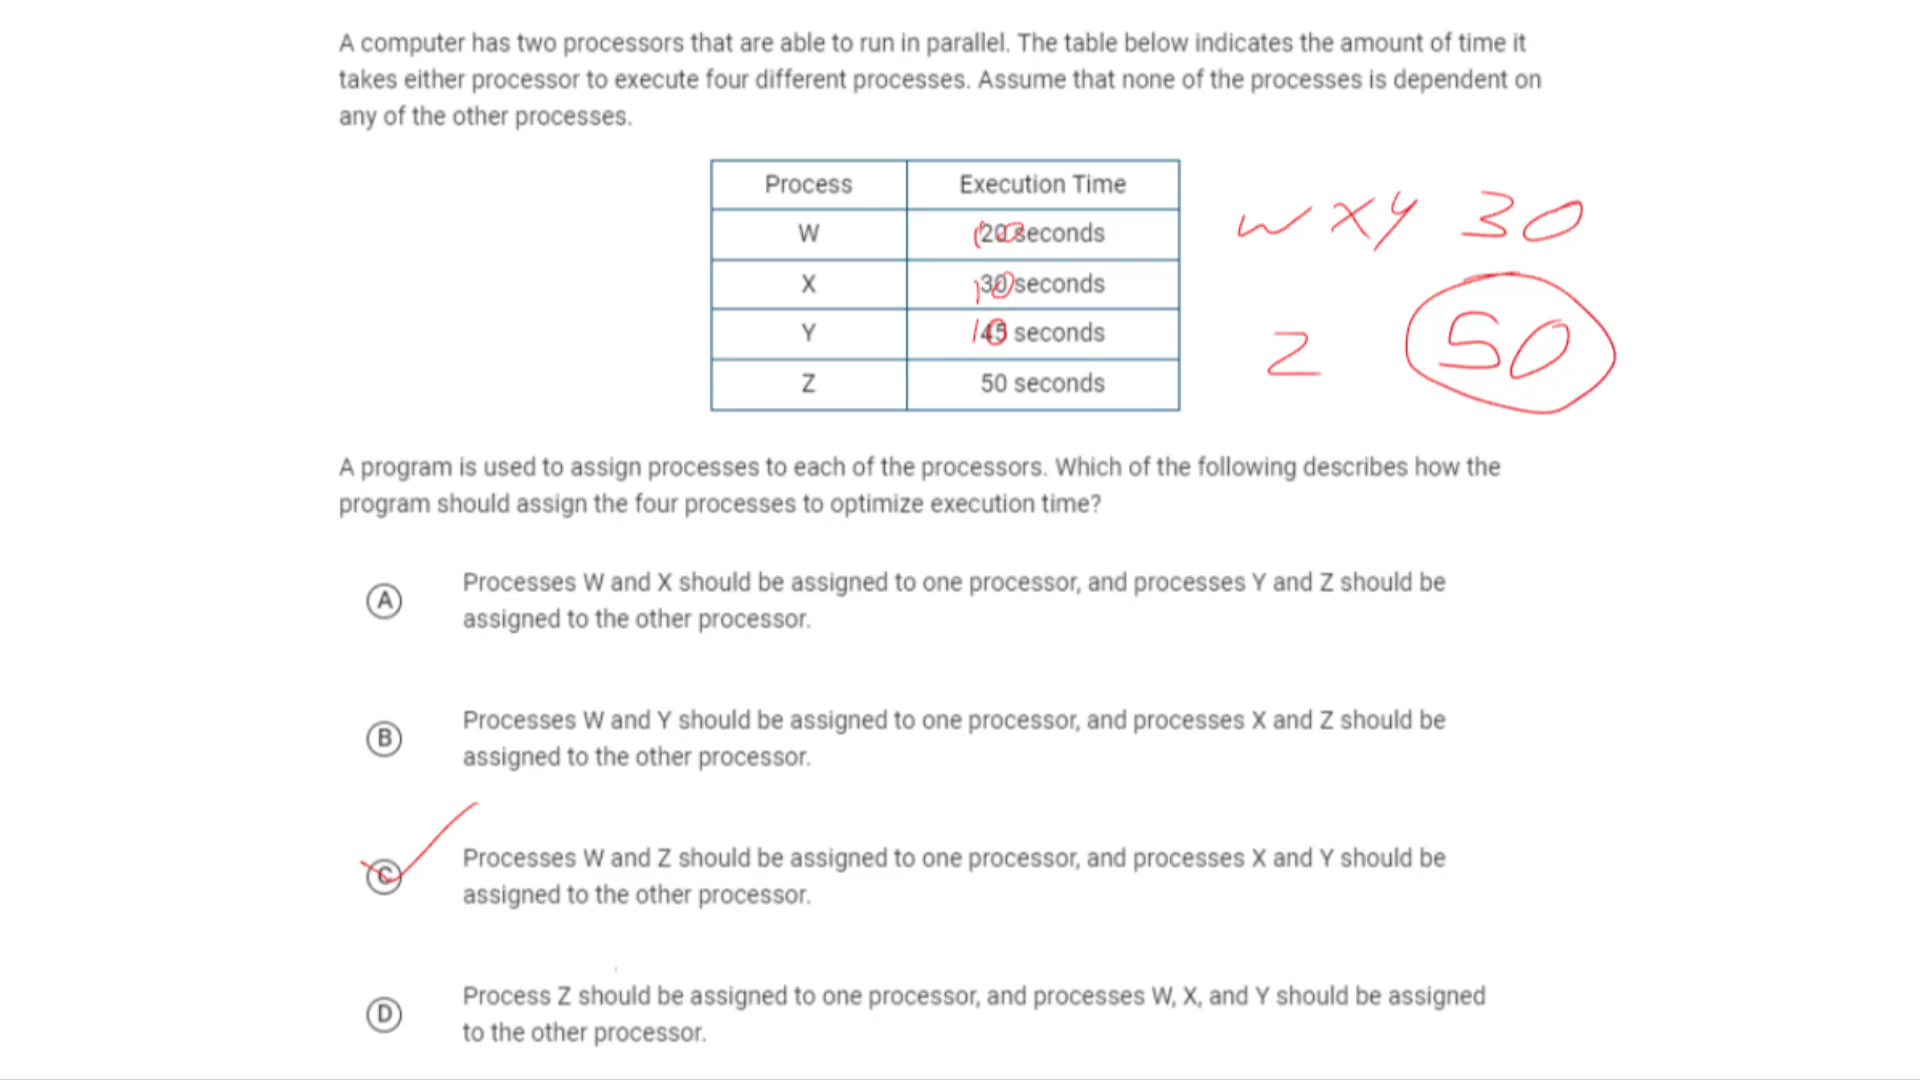 A computer has two processors that are able to run in parallel. The table below indicates the amount of time it
takes either processor to execute four different processes. Assume that none of the processes is dependent on
any of the other processes.
Process Execution Time
W 20 seconds
10
X 30 seconds
10
Y 45 seconds
10
Z 50 seconds
W X Y 30
Z 50
A program is used to assign processes to each of the processors. Which of the following describes how the
program should assign the four processes to optimize execution time?
A Processes W and X should be assigned to one processor, and processes Y and Z should be
assigned to the other processor.
B Processes W and Y should be assigned to one processor, and processes X and Z should be
assigned to the other processor.
C Processes W and Z should be assigned to one processor, and processes X and Y should be
assigned to the other processor.
D Process Z should be assigned to one processor, and processes W, X, and Y should be assigned
to the other processor.